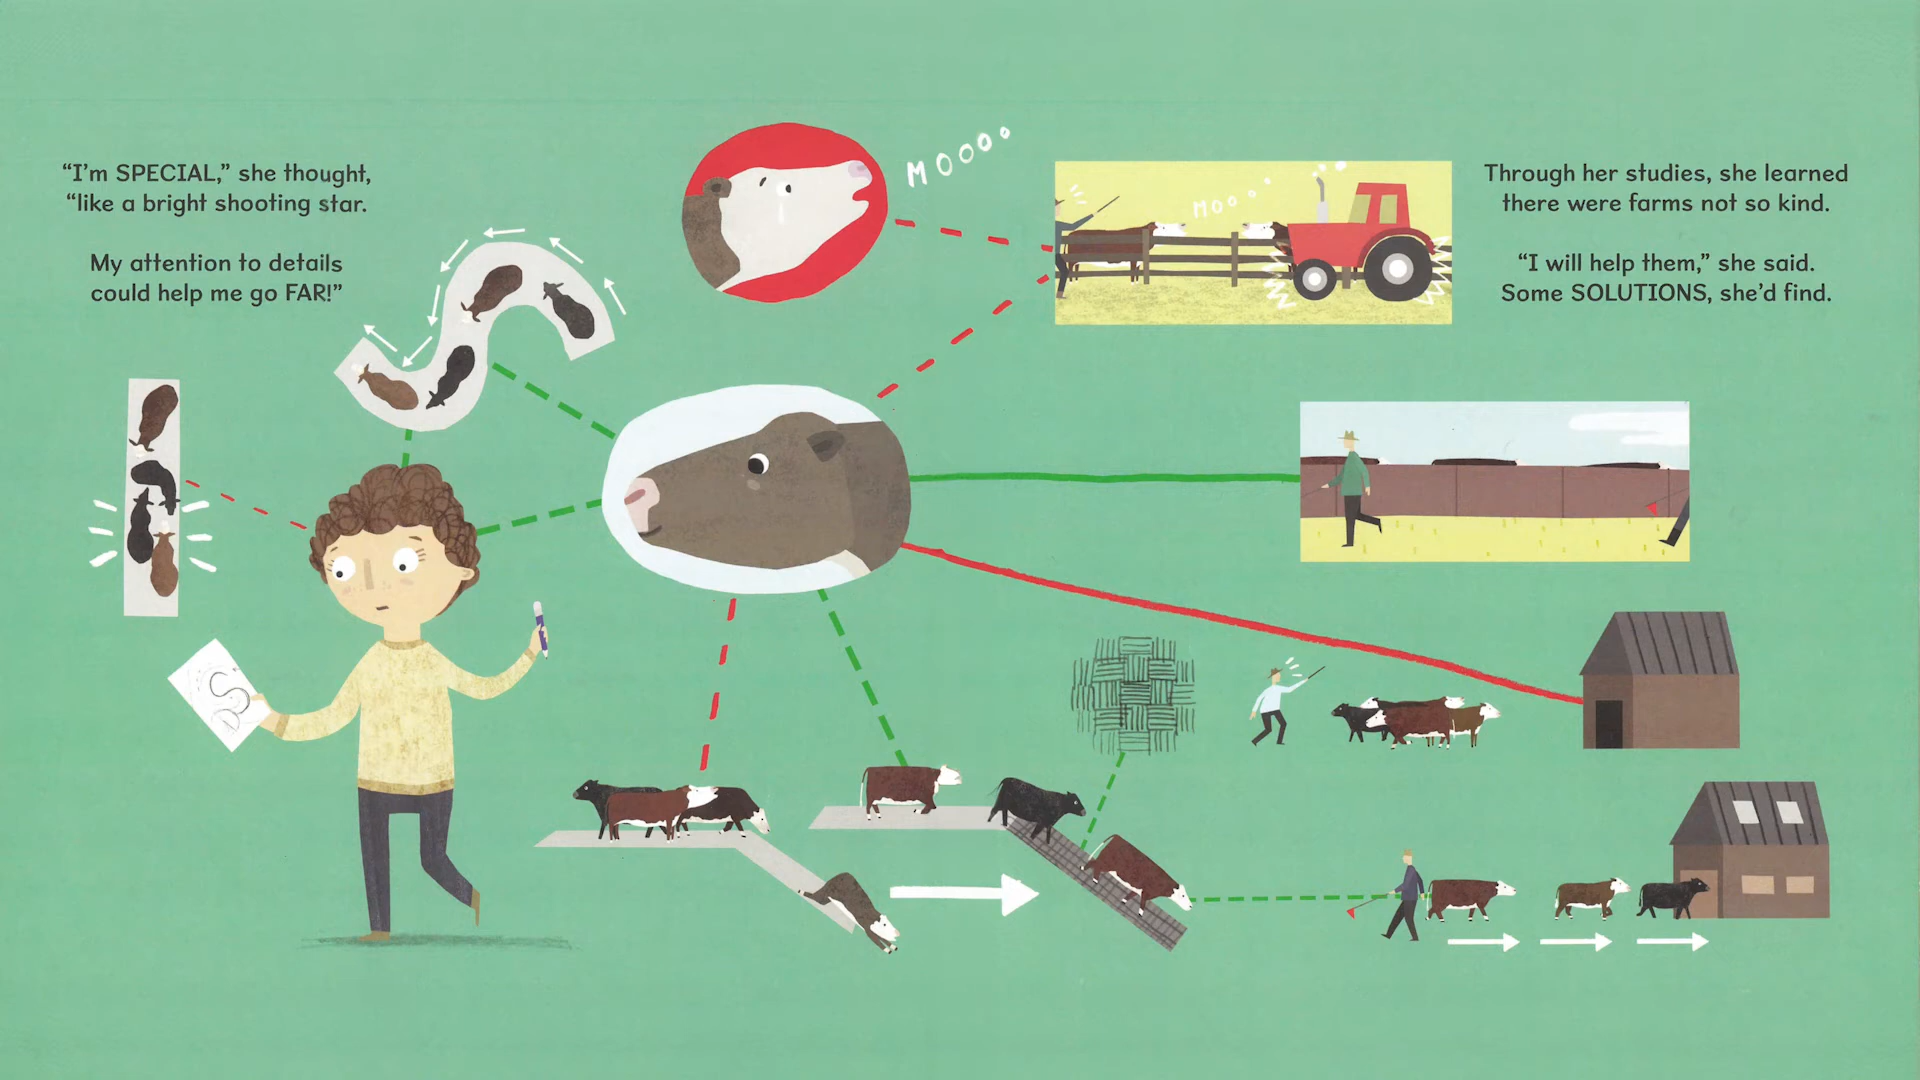 “I’m SPECIAL,” she thought,
“like a bright shooting star.
My attention to details
could help me go FAR!”
MOOOO
MOOO
Through her studies, she learned
there were farms not so kind.
“I will help them,” she said.
Some SOLUTIONS, she’d find.